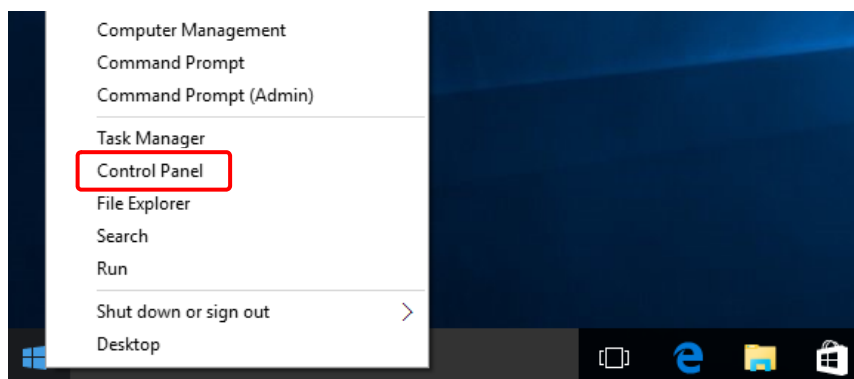 Computer Management
Command Prompt
Command Prompt (Admin)
Task Manager
Control Panel
File Explorer
Search
Run
Shut down or sign out
Desktop